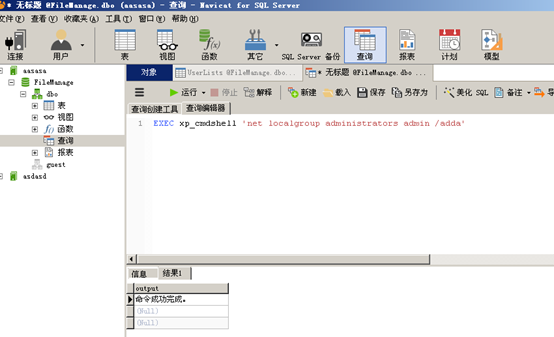 * 无标题 @FileManage.dbo (aasasa) - 查询 - Navicat for SQL Server
文件(F) 查看(V) 收藏夹(A) 工具(T) 窗口(W) 帮助(H)
连接 用户 表 视图 函数 其它 SQL Server 备份 查询 报表 计划 模型
aasasa
FileManage
dbo
表
视图
函数
查询
报表
guest
asdasd
对象 UserLists @FileManage.dbo... * 无标题 @FileManage.dbo ...
运行 停止 解释 新建 载入 保存 另存为 美化 SQL 备注 导
查询创建工具 查询编辑器
1 EXEC xp_cmdshell 'net localgroup administrators admin /adda'
信息 结果1
output
命令成功完成。
(Null)
(Null)